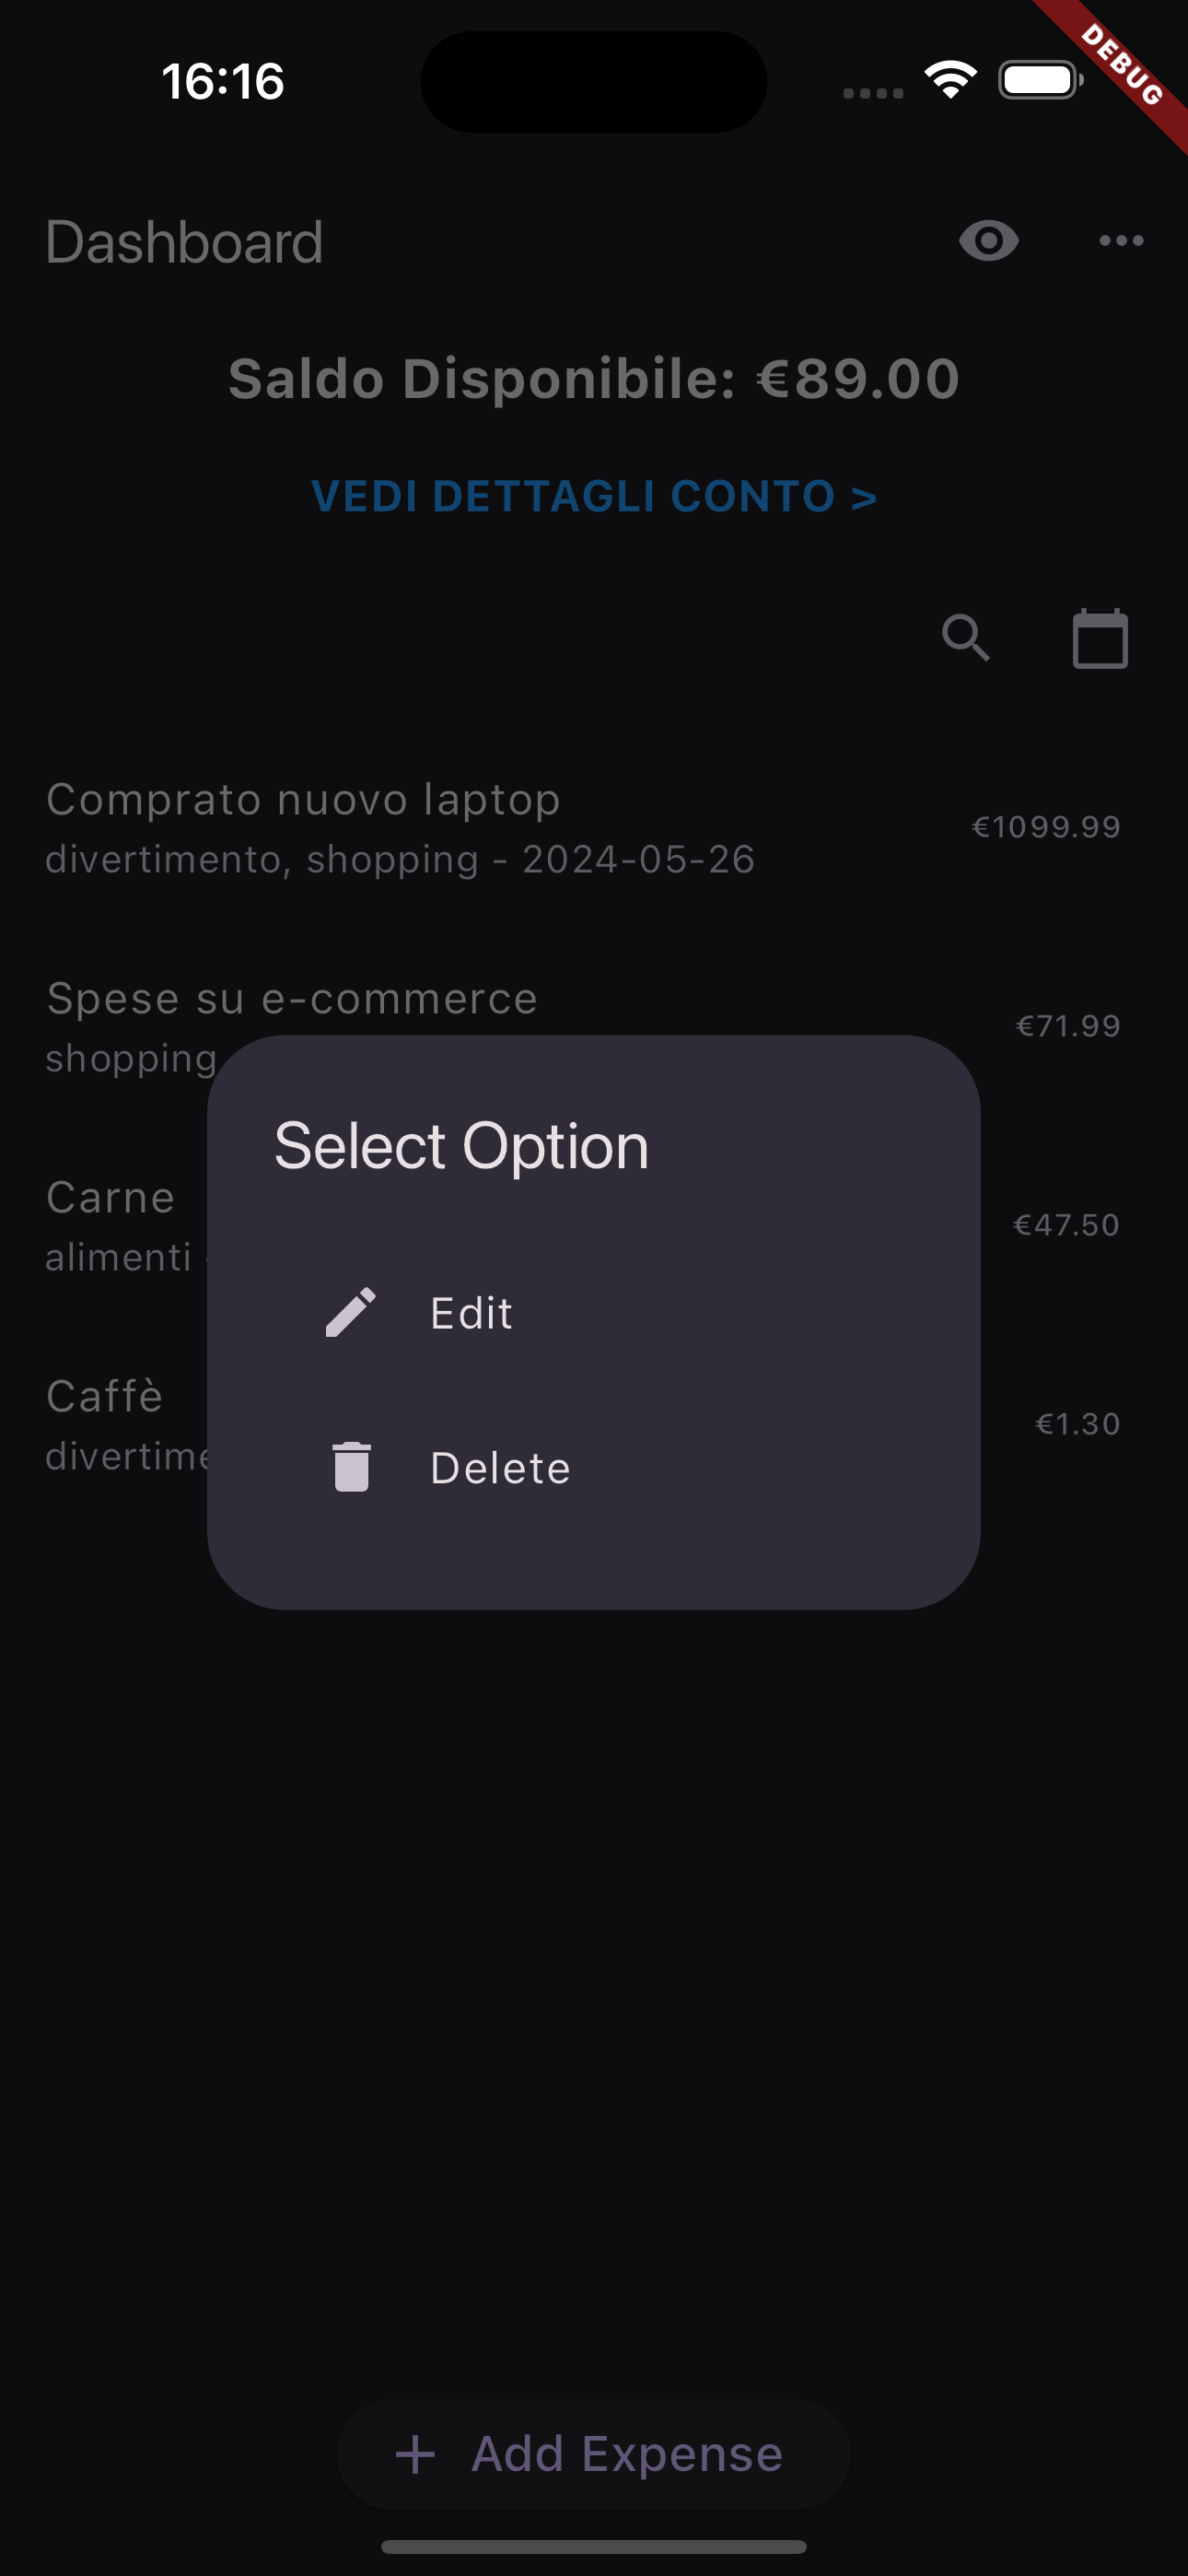 16:16
DEBUG
Dashboard
Saldo Disponibile: €89.00
VEDI DETTAGLI CONTO >
Comprato nuovo laptop
€1099.99
divertimento, shopping - 2024-05-26
Spese su e-commerce
€71.99
shopping
Select Option
Carne
€47.50
alimenti
Edit
Caffè
€1.30
Delete
Add Expense